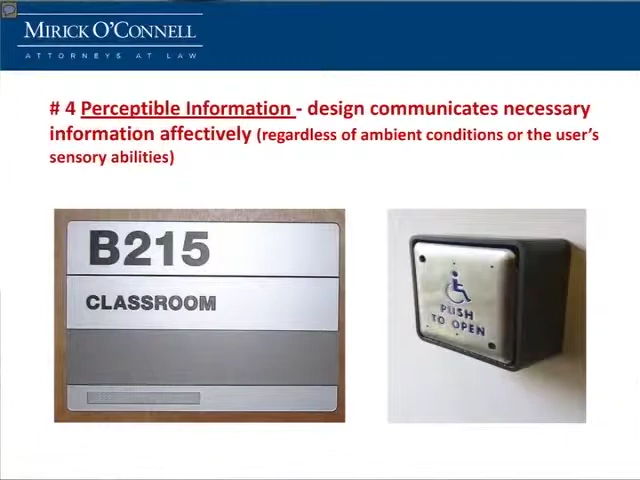 MIRICK O'CONNELL
ATTORNEYS AT LAW
# 4 Perceptible Information - design communicates necessary
information affectively (regardless of ambient conditions or the user's
sensory abilities)
B215
CLASSROOM
PUSH
TO OPEN